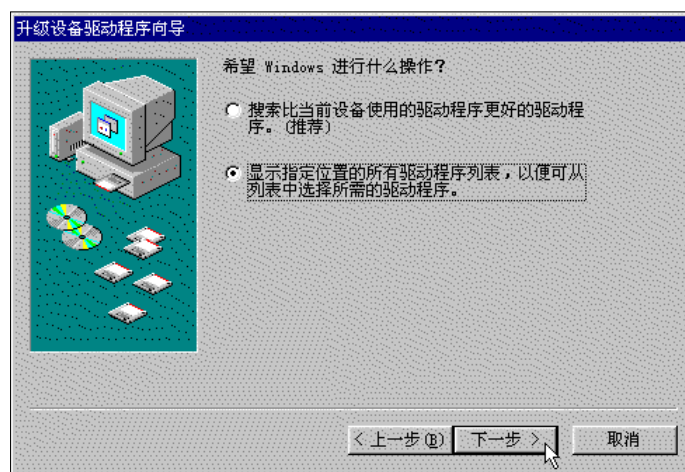 升级设备驱动程序向导
希望 Windows 进行什么操作?
搜索比当前设备使用的驱动程序更好的驱动程
序。(推荐)
显示指定位置的所有驱动程序列表，以便可从
列表中选择所需的驱动程序。
< 上一步(B) 下一步 > 取消